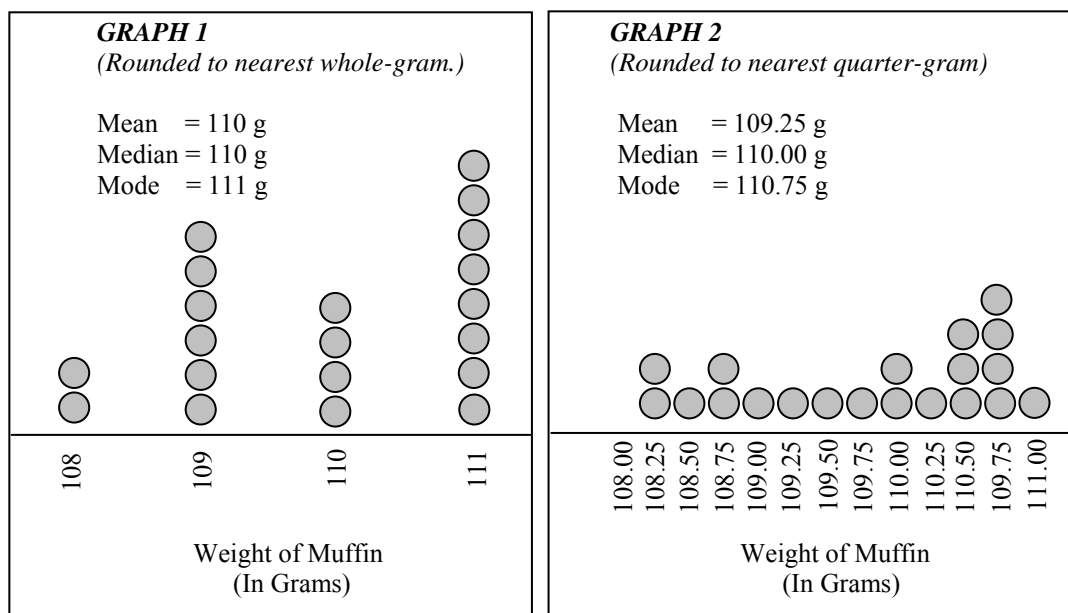 GRAPH 1
(Rounded to nearest whole-gram.)
Mean = 110 g
Median = 110 g
Mode = 111 g
108
109
110
111
Weight of Muffin
(In Grams)
GRAPH 2
(Rounded to nearest quarter-gram)
Mean = 109.25 g
Median = 110.00 g
Mode = 110.75 g
108.00
108.25
108.50
108.75
109.00
109.25
109.50
109.75
110.00
110.25
110.50
109.75
111.00
Weight of Muffin
(In Grams)